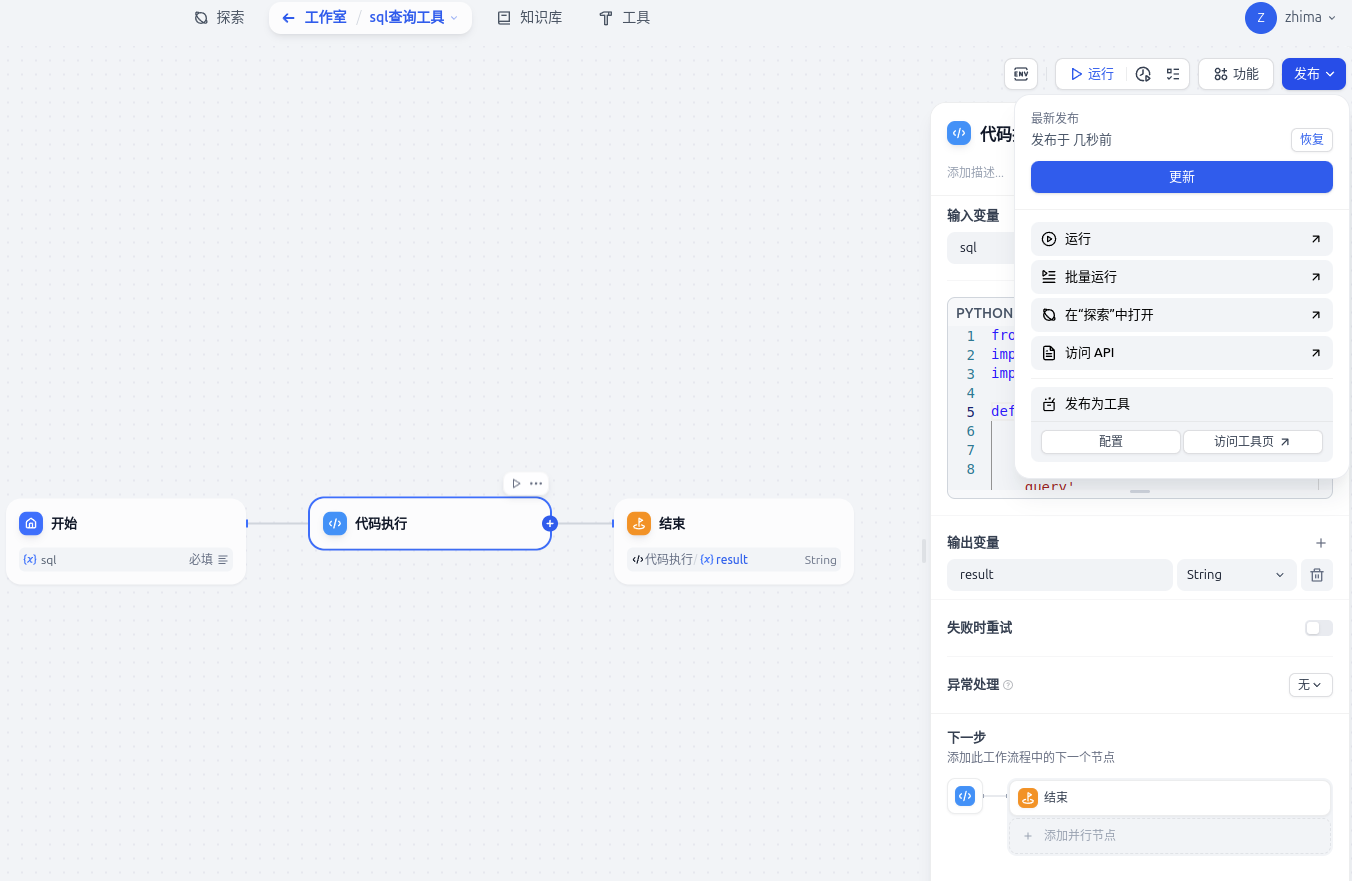 探索
工作室 / sql查询工具
知识库
工具
Z
zhima
ENV
运行
功能
发布
最新发布
发布于 几秒前
恢复
更新
运行
批量运行
在“探索”中打开
访问 API
发布为工具
配置
访问工具页
添加描述...
输入变量
sql
PYTHON
1 fro
2 imp
3 imp
4
5 def
6
7
8
query'
开始
{x} sql
必填
代码执行
结束
代码执行 / {x} result
String
输出变量
result
String
失败时重试
异常处理
无
下一步
添加此工作流程中的下一个节点
结束
添加并行节点